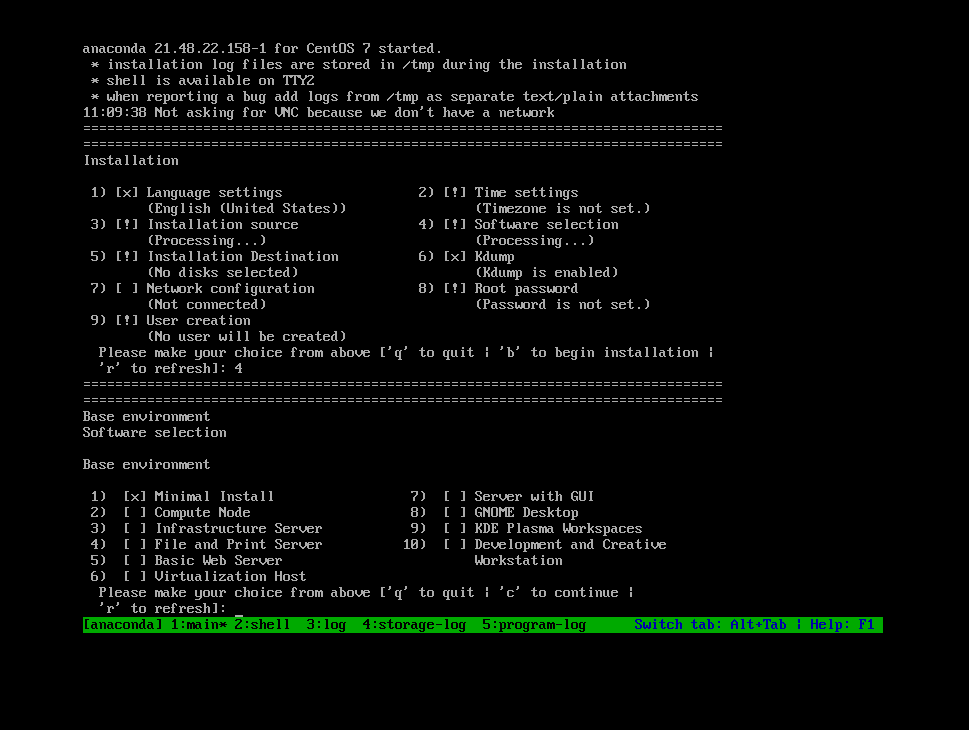 anaconda 21.48.22.158-1 for CentOS 7 started.
 * installation log files are stored in /tmp during the installation
 * shell is available on TTY2
 * when reporting a bug add logs from /tmp as separate text/plain attachments
11:09:38 Not asking for VNC because we don't have a network
================================================================================
================================================================================
Installation
 1) [x] Language settings                 2) [!] Time settings
        (English (United States))                (Timezone is not set.)
 3) [!] Installation source               4) [!] Software selection
        (Processing...)                          (Processing...)
 5) [!] Installation Destination          6) [x] Kdump
        (No disks selected)                      (Kdump is enabled)
 7) [ ] Network configuration             8) [!] Root password
        (Not connected)                          (Password is not set.)
 9) [!] User creation
        (No user will be created)
  Please make your choice from above ['q' to quit | 'b' to begin installation |
  'r' to refresh]: 4
================================================================================
================================================================================
Base environment
Software selection
Base environment
 1)  [x] Minimal Install                 7)  [ ] Server with GUI
 2)  [ ] Compute Node                    8)  [ ] GNOME Desktop
 3)  [ ] Infrastructure Server           9)  [ ] KDE Plasma Workspaces
 4)  [ ] File and Print Server          10)  [ ] Development and Creative
 5)  [ ] Basic Web Server                        Workstation
 6)  [ ] Virtualization Host
  Please make your choice from above ['q' to quit | 'c' to continue |
  'r' to refresh]: _
[anaconda] 1:main* 2:shell  3:log  4:storage-log  5:program-log      Switch tab: Alt+Tab | Help: F1